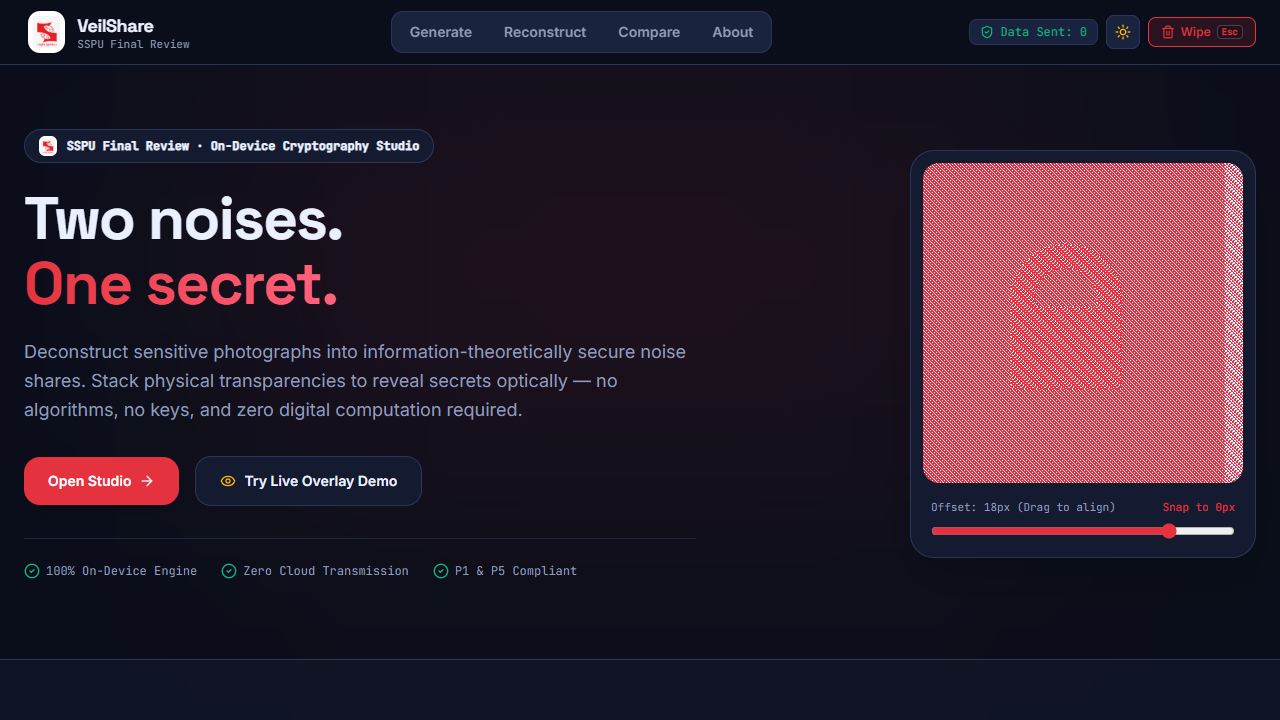 VeilShare
SSPU Final Review
Generate
Reconstruct
Compare
About
Data Sent: 0
Wipe Esc
SSPU Final Review · On-Device Cryptography Studio
Two noises.
One secret.
Deconstruct sensitive photographs into information-theoretically secure noise
shares. Stack physical transparencies to reveal secrets optically — no
algorithms, no keys, and zero digital computation required.
Open Studio →
Try Live Overlay Demo
Offset: 18px (Drag to align)
Snap to 0px
100% On-Device Engine
Zero Cloud Transmission
P1 & P5 Compliant